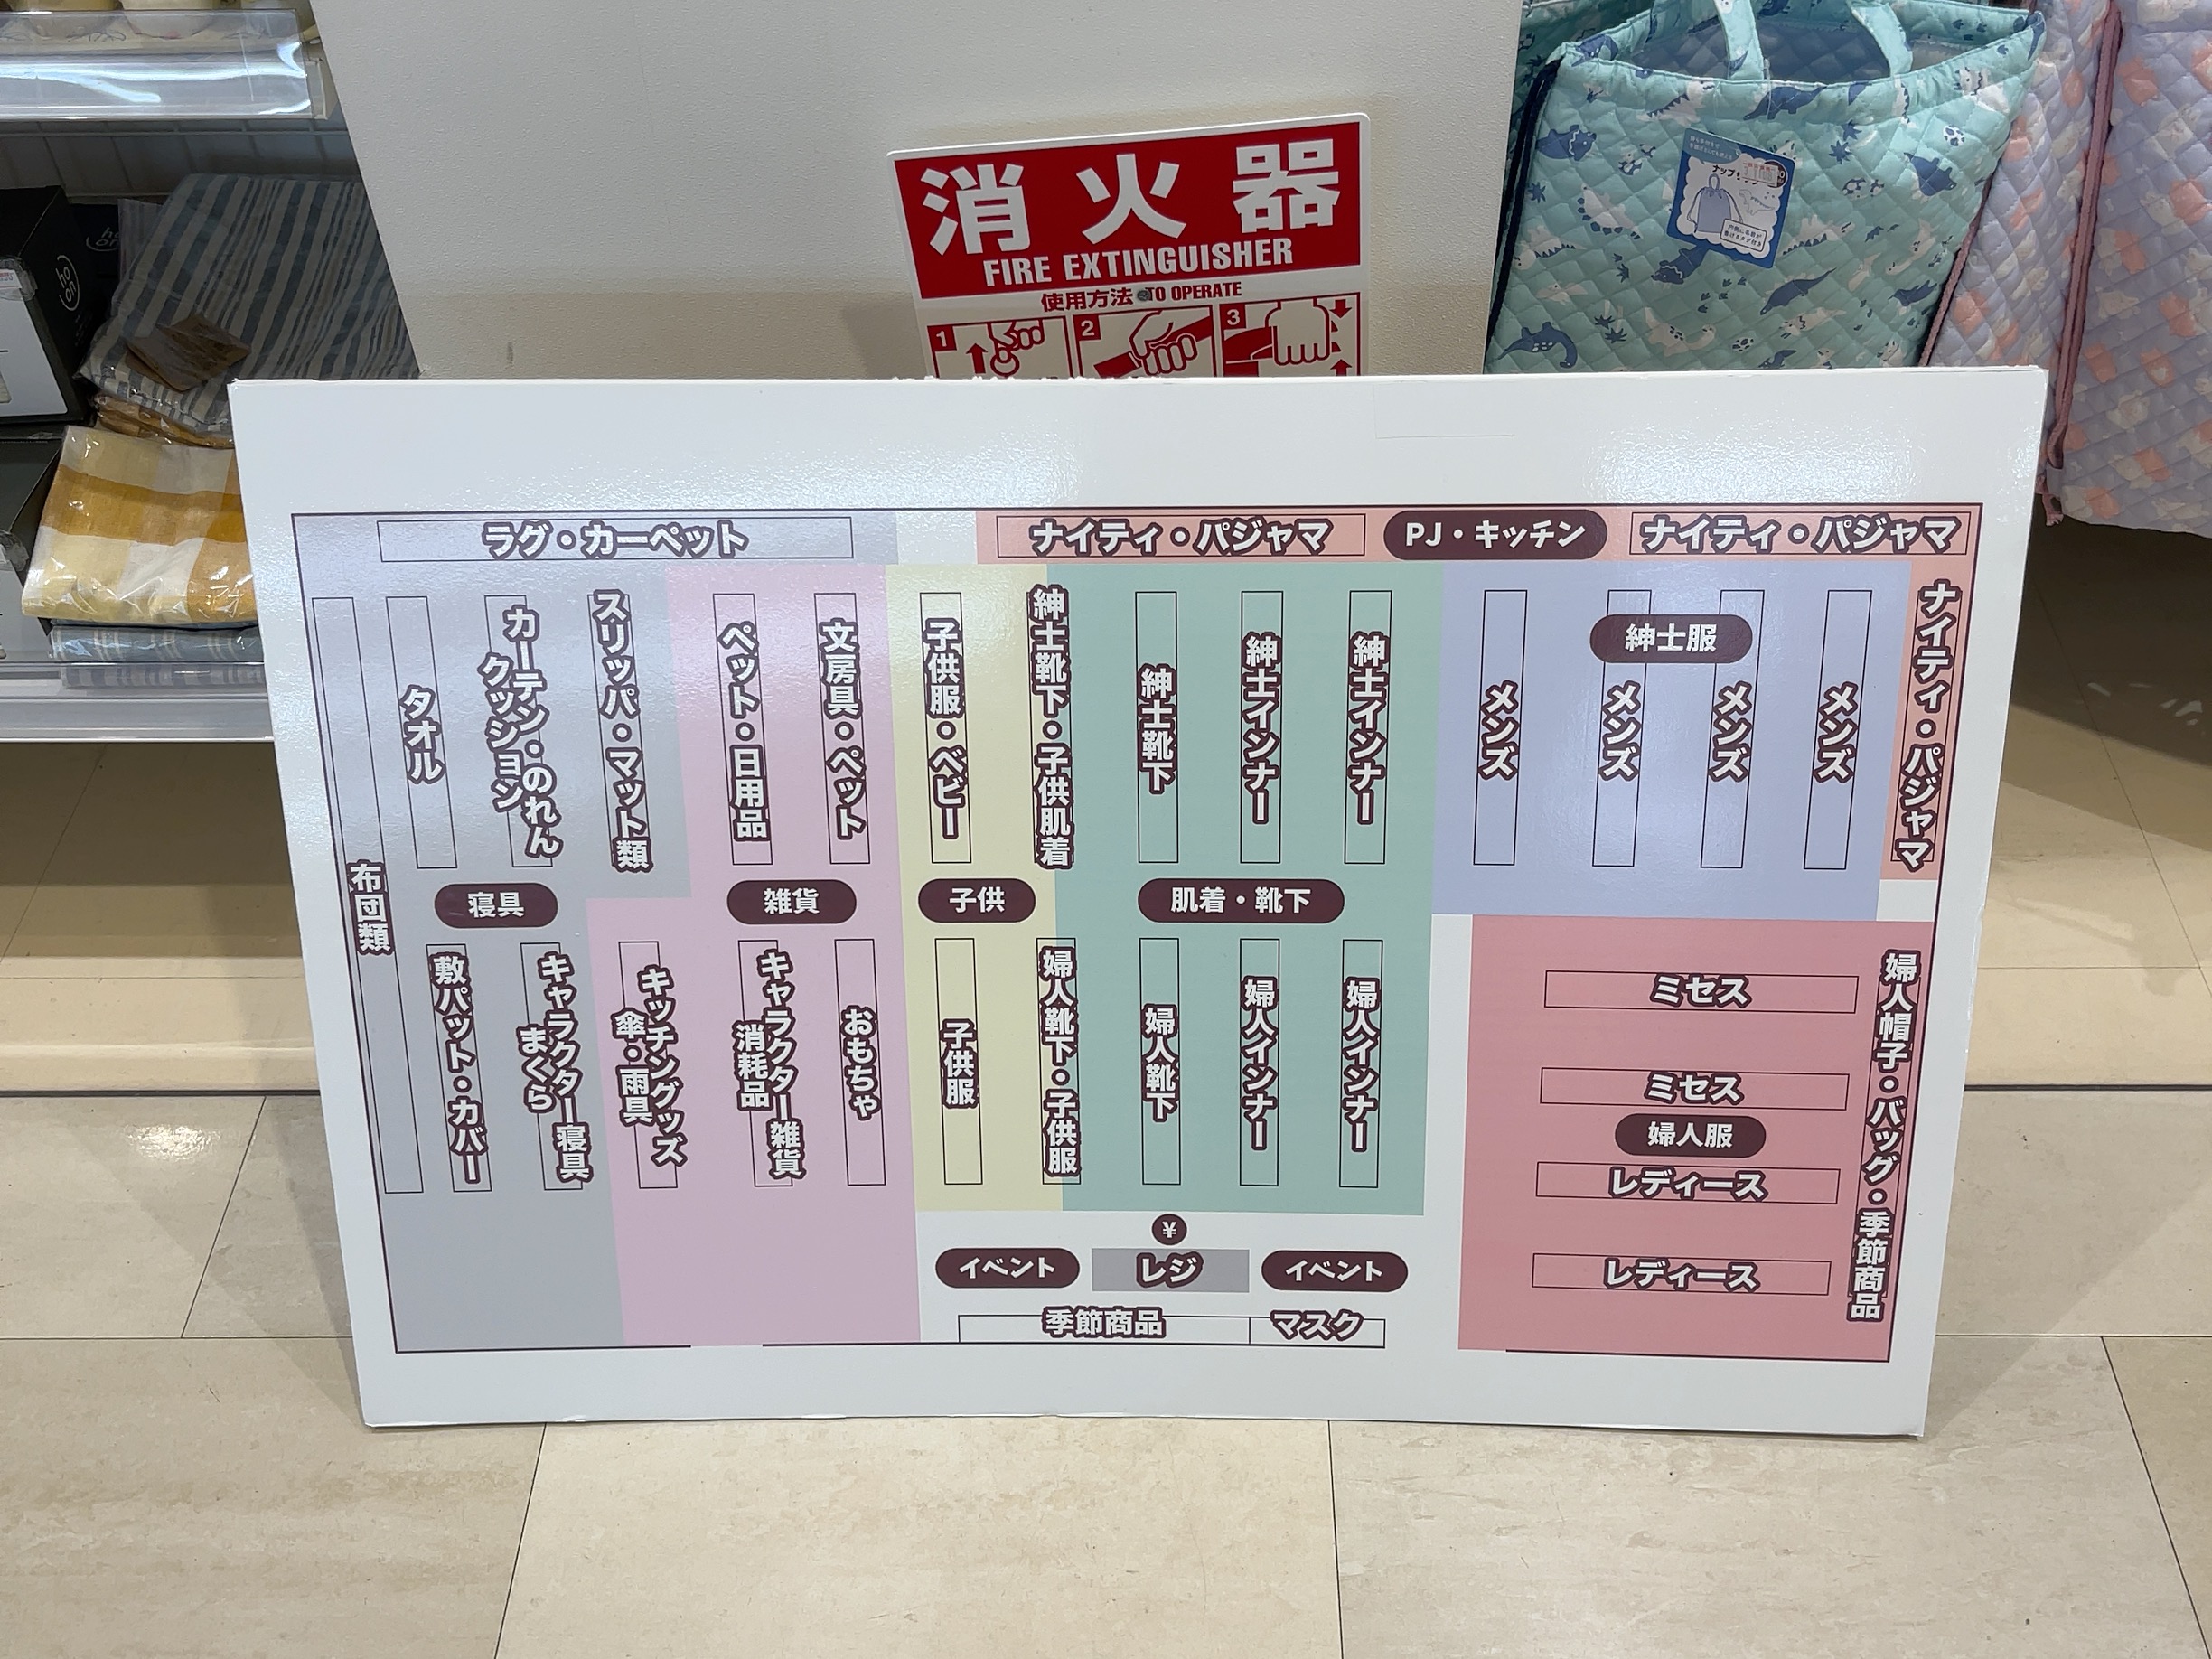 消火器
FIRE EXTINGUISHER
使用方法 TO OPERATE
1 2 3
ho
on
ラグ・カーペット
ナイティ・パジャマ
PJ・キッチン
ナイティ・パジャマ
ナイティ・パジャマ
布団類
タオル
カーテン・のれん
クッション
スリッパ・マット類
ペット・日用品
文房具・ペット
子供服・ベビー
紳士靴下・子供肌着
紳士靴下
紳士インナー
紳士インナー
紳士服
メンズ
メンズ
メンズ
メンズ
寝具
雑貨
子供
肌着・靴下
敷パット・カバー
キャラクター寝具
まくら
キッチングッズ
傘・雨具
キャラクター雑貨
消耗品
おもちゃ
子供服
婦人靴下・子供服
婦人靴下
婦人インナー
婦人インナー
ミセス
ミセス
婦人服
レディース
レディース
婦人帽子・バッグ・季節商品
¥
イベント
レジ
イベント
季節商品
マスク